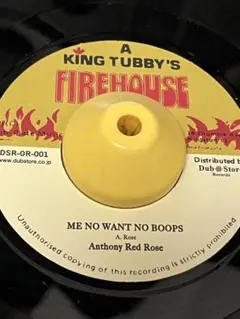 A
KING TUBBY'S
FIREHOUSE
DSR-OR-001
www.dubstore.co.jp
Distributed b
Dub Store
Records
ME NO WANT NO BOOPS
A. Rose
Anthony Red Rose
Unauthorised copying of this recording is strictly prohibited